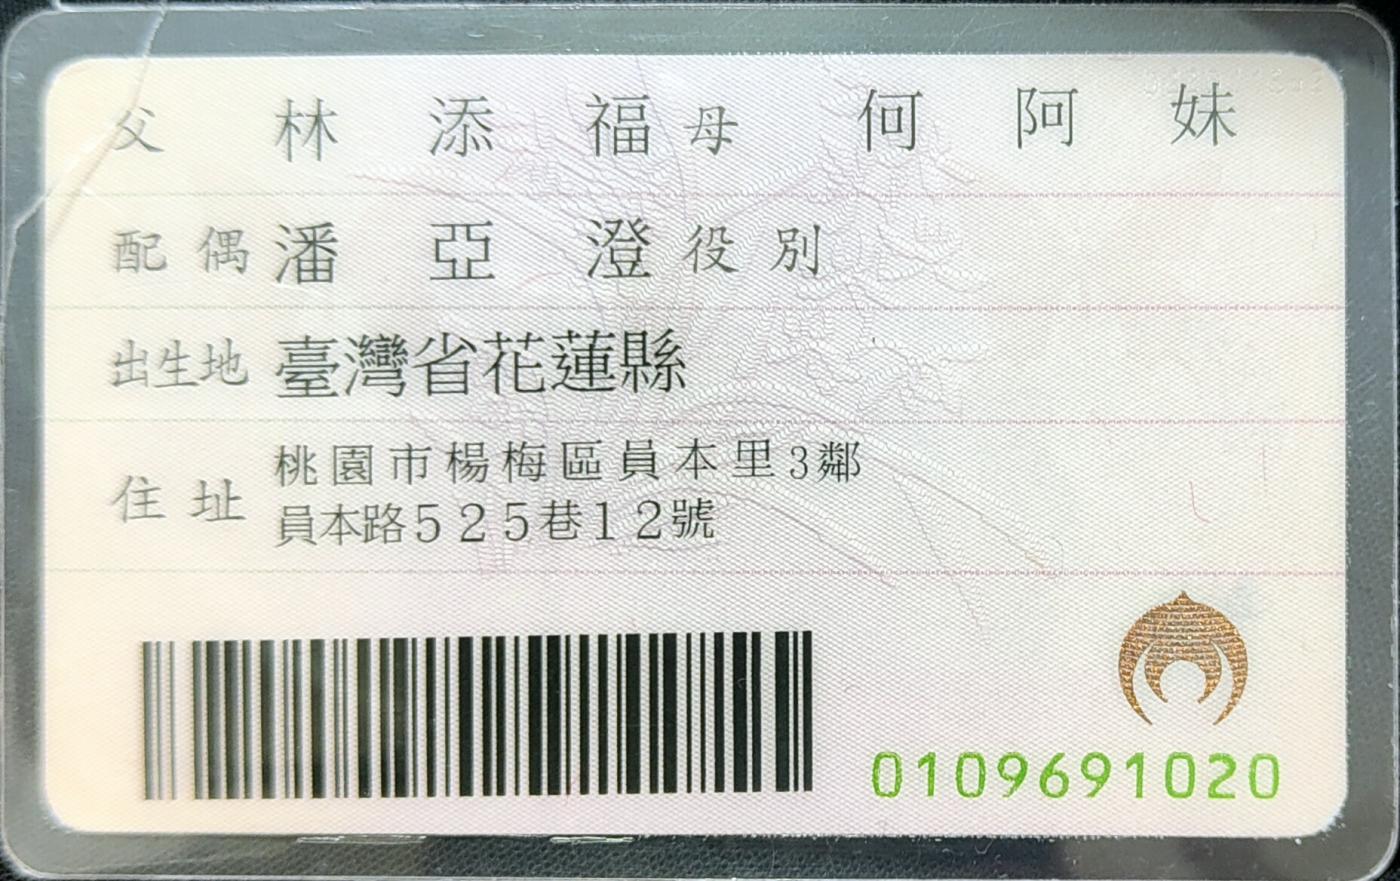 父 林添福 母 何阿妹
配偶 潘亞澄 役別
出生地 臺灣省花蓮縣
住址 桃園市楊梅區員本里3鄰
員本路525巷12號
0109691020